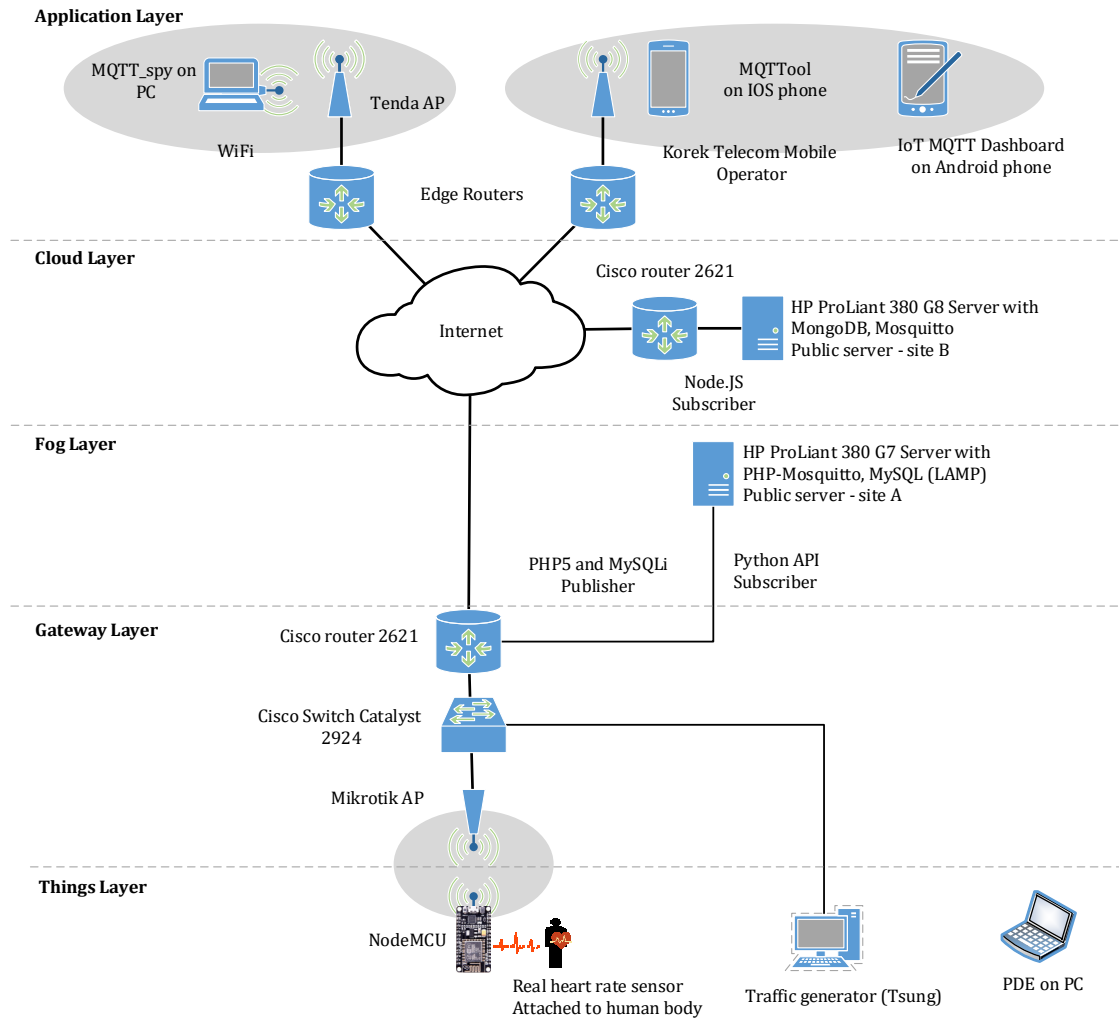 Application Layer
MQTT_spy on
PC
Tenda AP
WiFi
MQTTool
on IOS phone
Korek Telecom Mobile
Operator
IoT MQTT Dashboard
on Android phone
Edge Routers
Cloud Layer
Cisco router 2621
Internet
HP ProLiant 380 G8 Server with
MongoDB, Mosquitto
Public server - site B
Node.JS
Subscriber
Fog Layer
HP ProLiant 380 G7 Server with
PHP-Mosquitto, MySQL (LAMP)
Public server - site A
PHP5 and MySQLi
Publisher
Python API
Subscriber
Gateway Layer
Cisco router 2621
Cisco Switch Catalyst
2924
Mikrotik AP
Things Layer
NodeMCU
Real heart rate sensor
Attached to human body
Traffic generator (Tsung)
PDE on PC